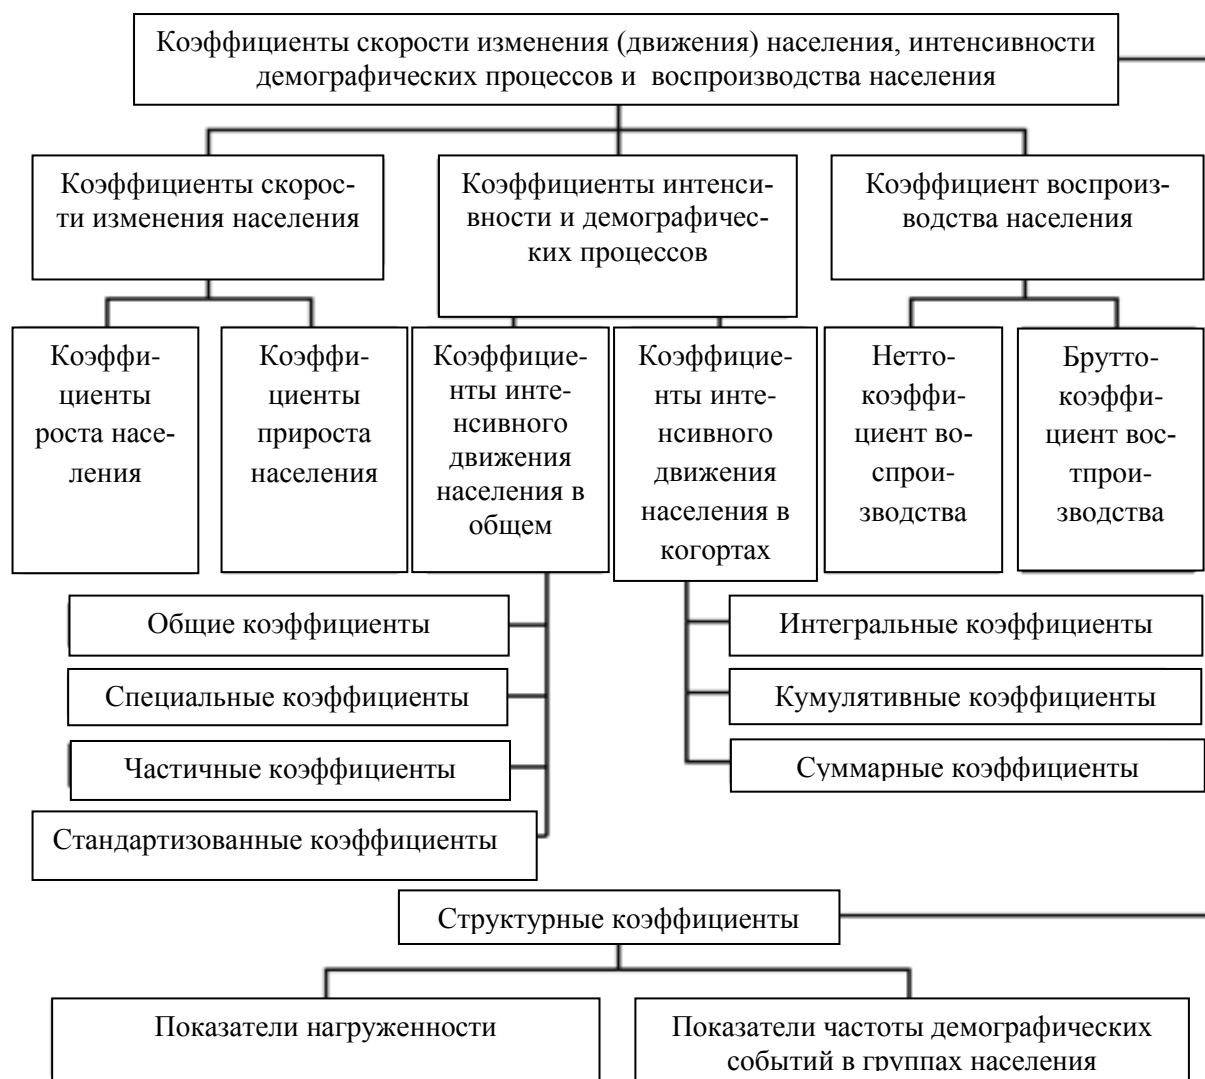 Коэффициенты скорости изменения (движения) населения, интенсивности
демографических процессов и воспроизводства населения
Коэффициенты скорос-
ти изменения населения
Коэффициенты интенси-
вности и демографичес-
ких процессов
Коэффициент воспроиз-
водства населения
Коэффи-
циенты
роста насе-
ления
Коэффи-
циенты
прироста
населения
Коэффицие-
нты инте-
нсивного
движения
населения в
общем
Коэффицие-
нты инте-
нсивного
движения
населения в
когортах
Нетто-
коэффи-
циент во-
спрои-
зводства
Брутто-
коэффи-
циент вос-
тпрои-
зводства
Общие коэффициенты
Специальные коэффициенты
Частичные коэффициенты
Стандартизованные коэффициенты
Интегральные коэффициенты
Кумулятивные коэффициенты
Суммарные коэффициенты
Структурные коэффициенты
Показатели нагруженности
Показатели частоты демографических
событий в группах населения